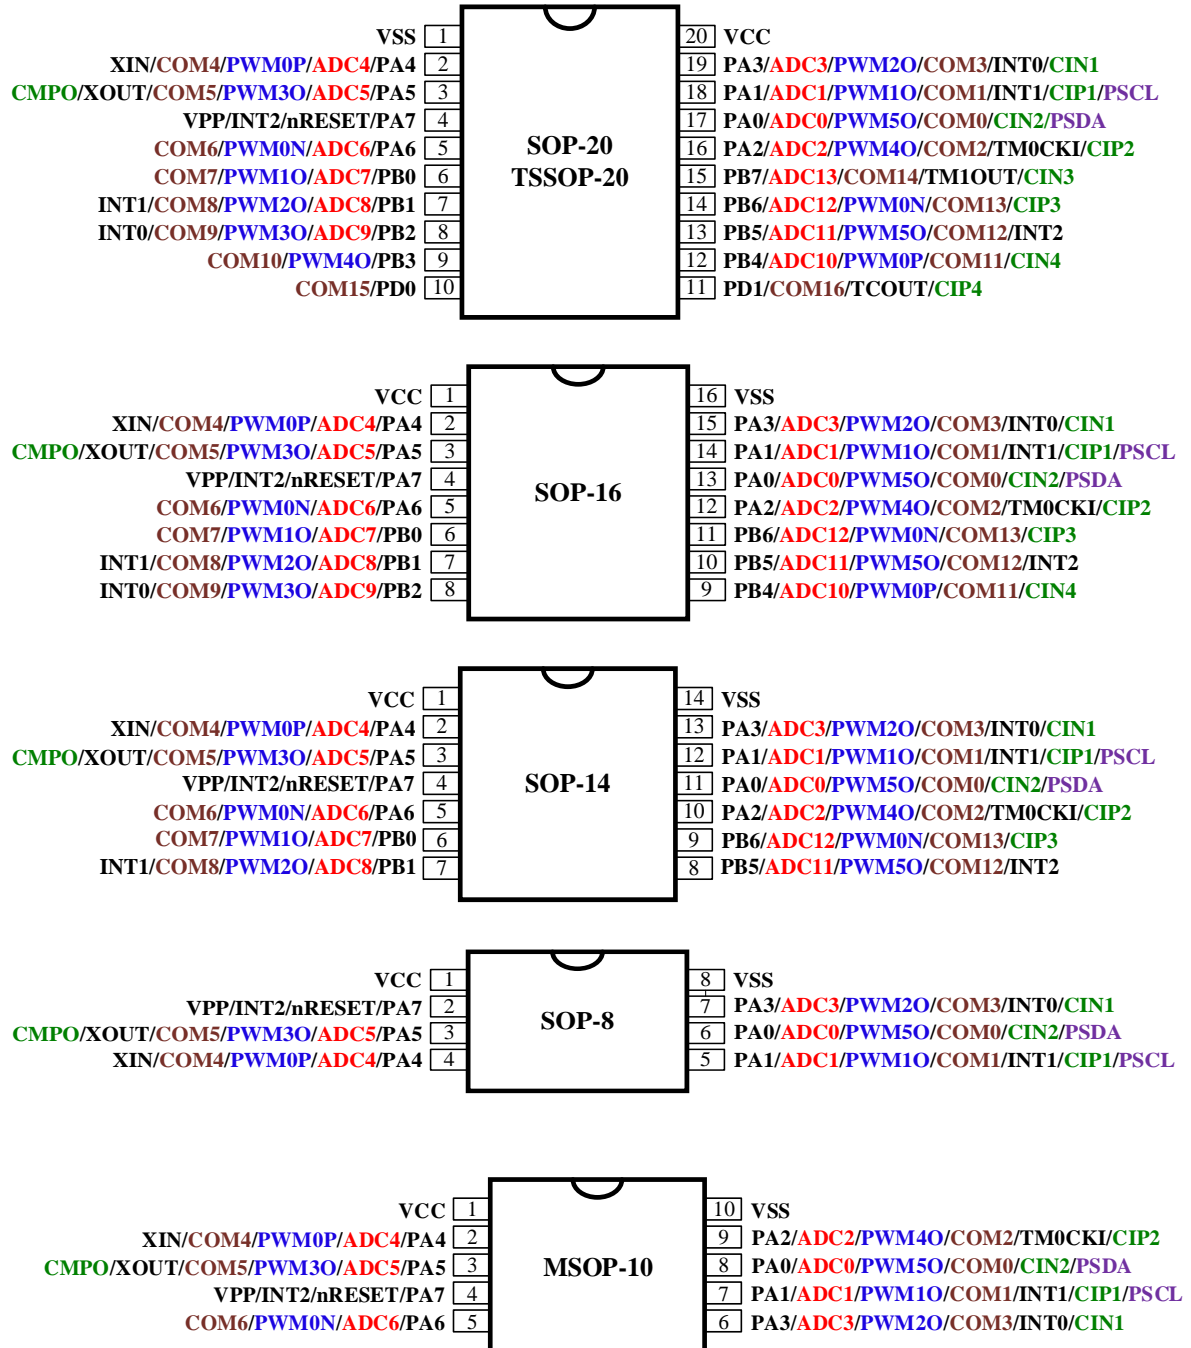 VSS 1 20 VCC
XIN/COM4/PWM0P/ADC4/PA4 2 19 PA3/ADC3/PWM2O/COM3/INT0/CIN1
CMPO/XOUT/COM5/PWM3O/ADC5/PA5 3 18 PA1/ADC1/PWM1O/COM1/INT1/CIP1/PSCL
VPP/INT2/nRESET/PA7 4 17 PA0/ADC0/PWM5O/COM0/CIN2/PSDA
COM6/PWM0N/ADC6/PA6 5 SOP-20 16 PA2/ADC2/PWM4O/COM2/TM0CKI/CIP2
COM7/PWM1O/ADC7/PB0 6 TSSOP-20 15 PB7/ADC13/COM14/TM1OUT/CIN3
INT1/COM8/PWM2O/ADC8/PB1 7 14 PB6/ADC12/PWM0N/COM13/CIP3
INT0/COM9/PWM3O/ADC9/PB2 8 13 PB5/ADC11/PWM5O/COM12/INT2
COM10/PWM4O/PB3 9 12 PB4/ADC10/PWM0P/COM11/CIN4
COM15/PD0 10 11 PD1/COM16/TCOUT/CIP4
VCC 1 16 VSS
XIN/COM4/PWM0P/ADC4/PA4 2 15 PA3/ADC3/PWM2O/COM3/INT0/CIN1
CMPO/XOUT/COM5/PWM3O/ADC5/PA5 3 14 PA1/ADC1/PWM1O/COM1/INT1/CIP1/PSCL
VPP/INT2/nRESET/PA7 4 SOP-16 13 PA0/ADC0/PWM5O/COM0/CIN2/PSDA
COM6/PWM0N/ADC6/PA6 5 12 PA2/ADC2/PWM4O/COM2/TM0CKI/CIP2
COM7/PWM1O/ADC7/PB0 6 11 PB6/ADC12/PWM0N/COM13/CIP3
INT1/COM8/PWM2O/ADC8/PB1 7 10 PB5/ADC11/PWM5O/COM12/INT2
INT0/COM9/PWM3O/ADC9/PB2 8 9 PB4/ADC10/PWM0P/COM11/CIN4
VCC 1 14 VSS
XIN/COM4/PWM0P/ADC4/PA4 2 13 PA3/ADC3/PWM2O/COM3/INT0/CIN1
CMPO/XOUT/COM5/PWM3O/ADC5/PA5 3 12 PA1/ADC1/PWM1O/COM1/INT1/CIP1/PSCL
VPP/INT2/nRESET/PA7 4 SOP-14 11 PA0/ADC0/PWM5O/COM0/CIN2/PSDA
COM6/PWM0N/ADC6/PA6 5 10 PA2/ADC2/PWM4O/COM2/TM0CKI/CIP2
COM7/PWM1O/ADC7/PB0 6 9 PB6/ADC12/PWM0N/COM13/CIP3
INT1/COM8/PWM2O/ADC8/PB1 7 8 PB5/ADC11/PWM5O/COM12/INT2
VCC 1 8 VSS
VPP/INT2/nRESET/PA7 2 7 PA3/ADC3/PWM2O/COM3/INT0/CIN1
CMPO/XOUT/COM5/PWM3O/ADC5/PA5 3 SOP-8 6 PA0/ADC0/PWM5O/COM0/CIN2/PSDA
XIN/COM4/PWM0P/ADC4/PA4 4 5 PA1/ADC1/PWM1O/COM1/INT1/CIP1/PSCL
VCC 1 10 VSS
XIN/COM4/PWM0P/ADC4/PA4 2 9 PA2/ADC2/PWM4O/COM2/TM0CKI/CIP2
CMPO/XOUT/COM5/PWM3O/ADC5/PA5 3 MSOP-10 8 PA0/ADC0/PWM5O/COM0/CIN2/PSDA
VPP/INT2/nRESET/PA7 4 7 PA1/ADC1/PWM1O/COM1/INT1/CIP1/PSCL
COM6/PWM0N/ADC6/PA6 5 6 PA3/ADC3/PWM2O/COM3/INT0/CIN1